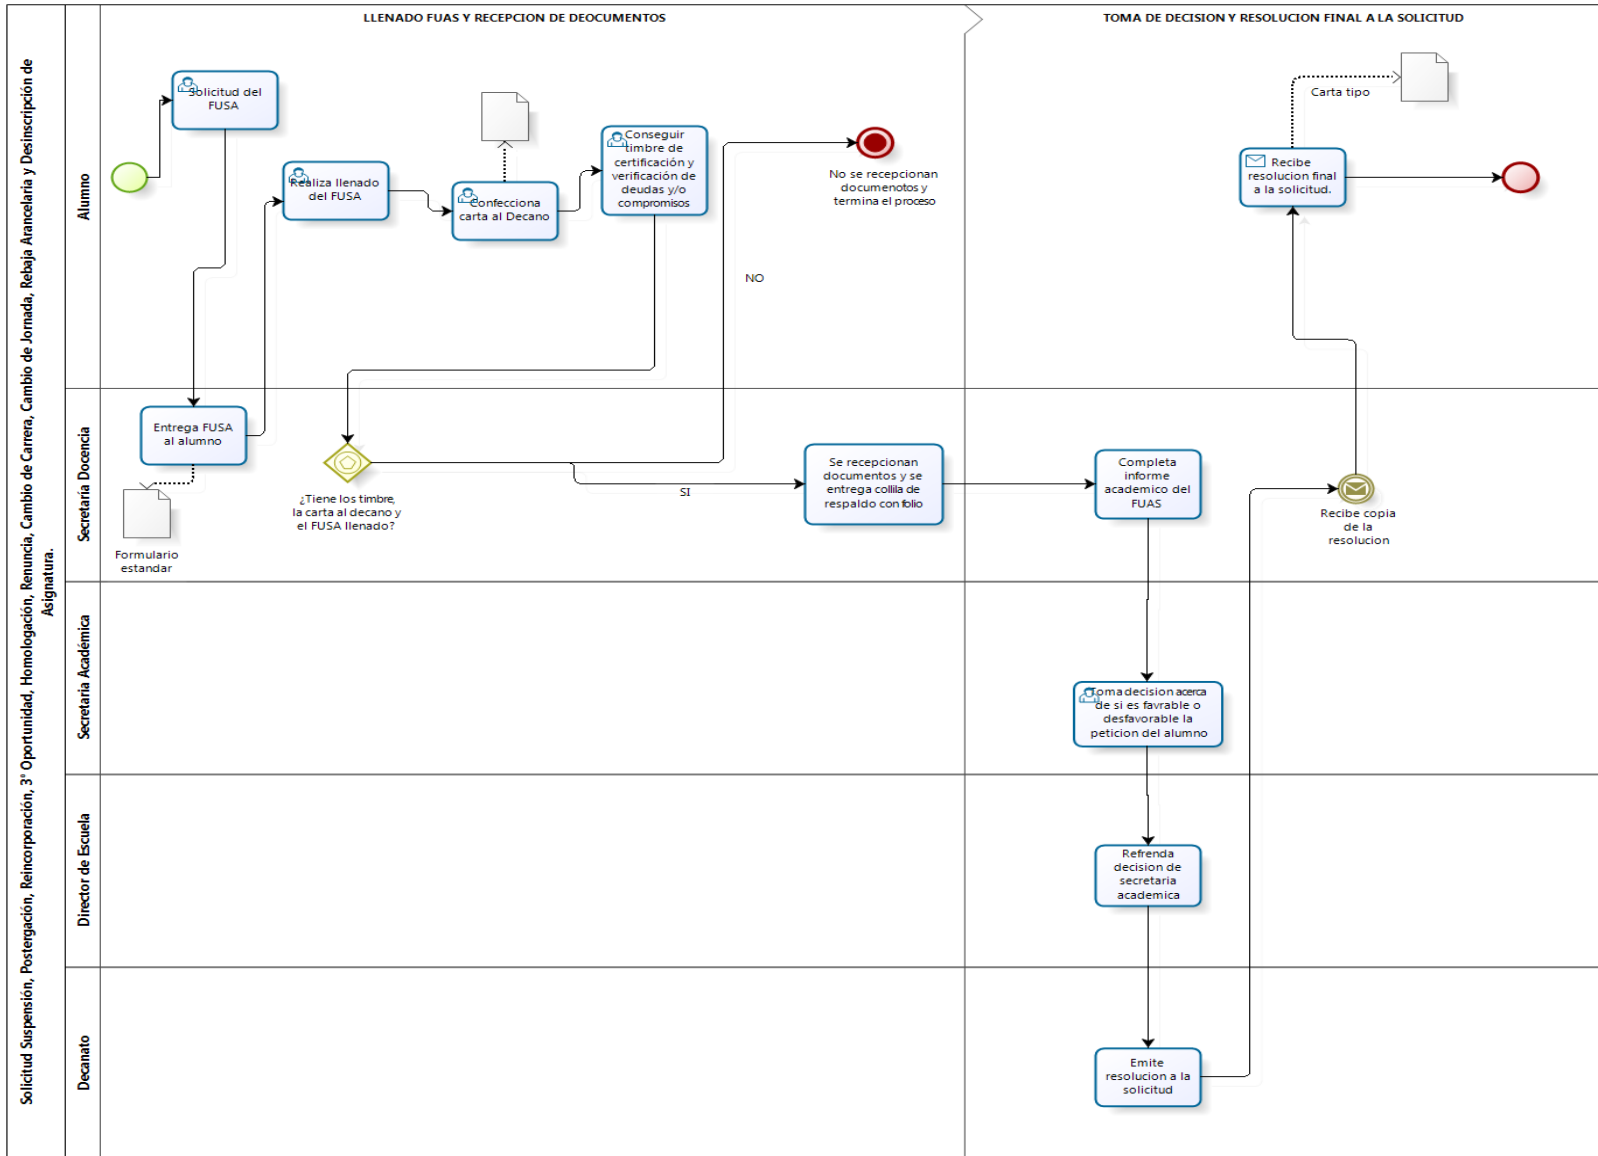 LLENADO FUAS Y RECEPCION DE DEOCUMENTOS
TOMA DE DECISION Y RESOLUCION FINAL A LA SOLICITUD
Solicitud Suspensión, Postergación, Reincorporación, 3ª Oportunidad, Homologación, Renuncia, Cambio de Carrera, Cambio de Jornada, Rebaja Arancelaria y Desinscripción de
Asignatura.
Alumno
Solicitud del
FUSA
Realiza llenado
del FUSA
Confecciona
carta al Decano
Conseguir
timbre de
certificación y
verificación de
deudas y/o
compromisos
No se recepcionan
documenotos y
termina el proceso
NO
Carta tipo
Recibe
resolucion final
a la solicitud.
Secretaría Docencia
Entrega FUSA
al alumno
Formulario
estandar
¿Tiene los timbre,
la carta al decano y
el FUSA llenado?
SI
Se recepcionan
documentos y se
entrega collila de
respaldo con folio
Completa
informe
academico del
FUAS
Recibe copia
de la
resolucion
Secretaria Académica
Toma decision acerca
de si es favrable o
desfavorable la
peticion del alumno
Director de Escuela
Refrenda
decision de
secretaria
academica
Decanato
Emite
resolucion a la
solicitud